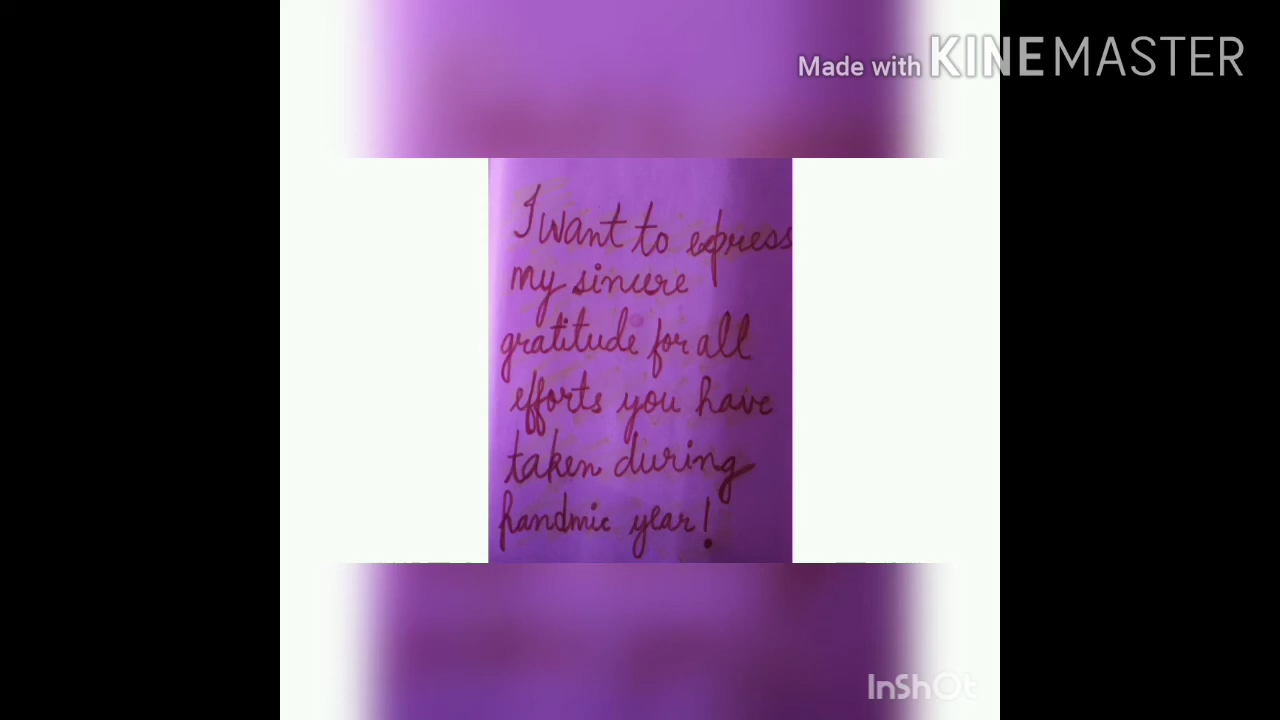 Made with KINEMASTER
I want to express
my sincere
gratitude for all
efforts you have
taken during
pandmic year!
InShOt